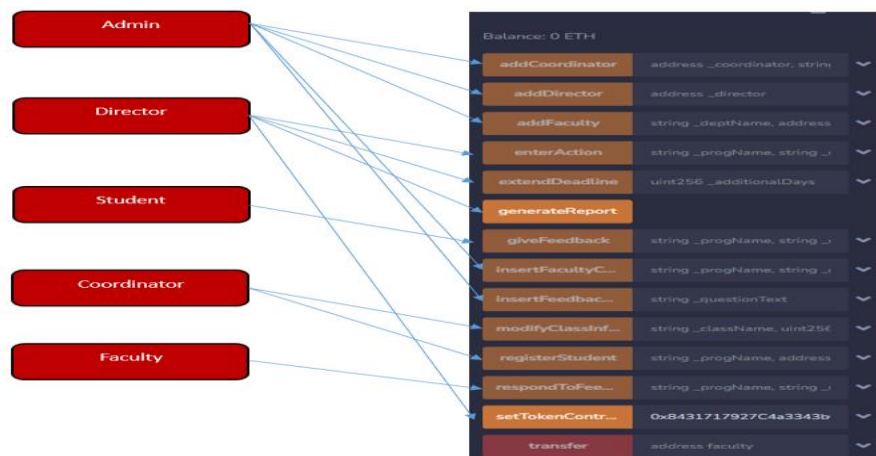 Admin
Director
Student
Coordinator
Faculty
Balance: 0 ETH
addCoordinator address _coordinator, string
addDirector address _director
addFaculty string _deptName, address
enterAction string _progName, string _
extendDeadline uint256 _additionalDays
generateReport
giveFeedback string _progName, string _
insertFacultyC... string _progName, string _
insertFeedbac... string _questionText
modifyClassInf... string _className, uint256
registerStudent string _progName, address
respondToFee... string _progName, string _
setTokenContr... 0x8431717927C4a3343b
transfer address faculty